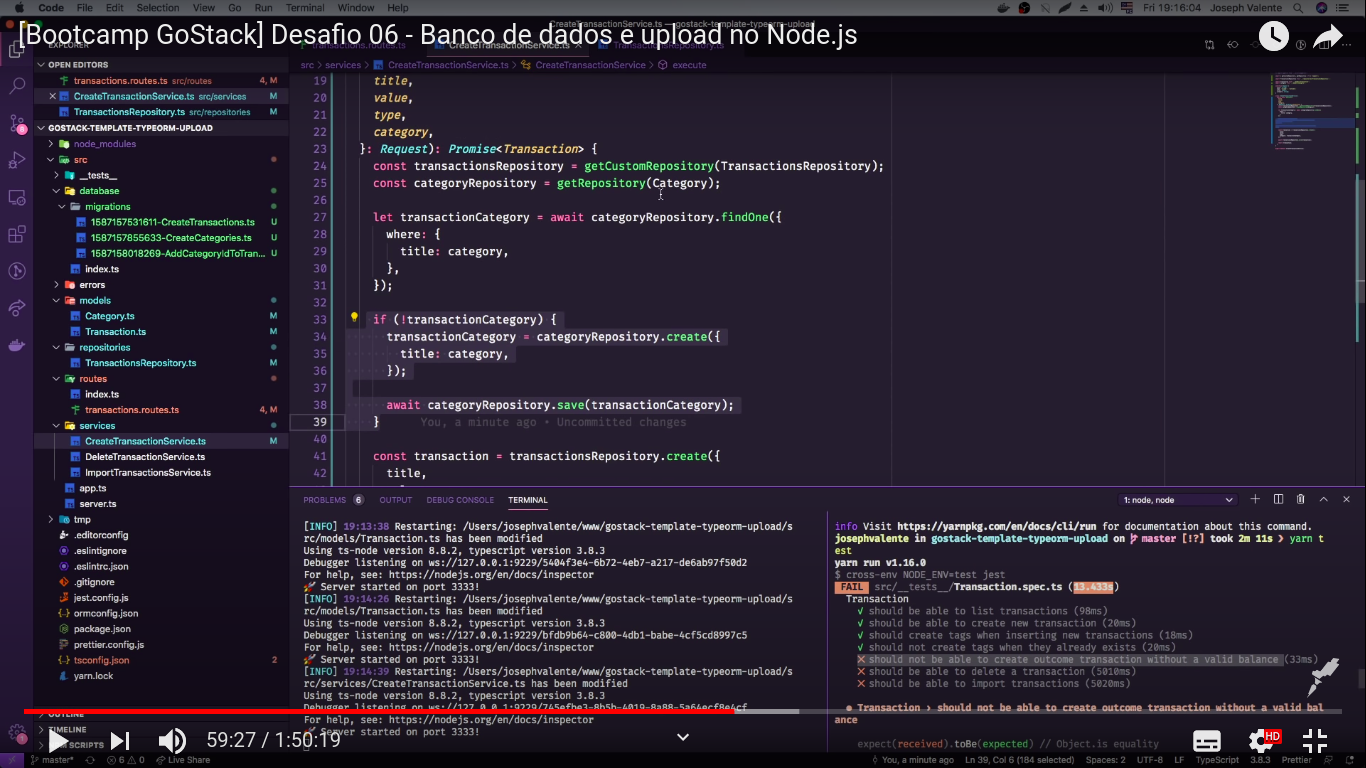 Code File Edit Selection View Go Run Terminal Window Help Fri 19:16:04 Joseph Valente
CreateTransactionService.ts — gostack-template-typeorm-upload
[Bootcamp GoStack] Desafio 06 - Banco de dados e upload no Node.js
EXPLORER
transactions.routes.ts CreateTransactionService.ts TransactionsRepository.ts
OPEN EDITORS
transactions.routes.ts src/routes 4, M
CreateTransactionService.ts src/services M
TransactionsRepository.ts src/repositories M
GOSTACK-TEMPLATE-TYPEORM-UPLOAD
node_modules
src
__tests__
database
migrations
1587157531611-CreateTransactions.ts U
1587157855633-CreateCategories.ts U
1587158018269-AddCategoryIdToTran... U
index.ts
errors
models
Category.ts M
Transaction.ts M
repositories
TransactionsRepository.ts M
routes
index.ts
transactions.routes.ts 4, M
services
CreateTransactionService.ts M
DeleteTransactionService.ts
ImportTransactionsService.ts
app.ts
server.ts
tmp
.editorconfig
.eslintignore
.eslintrc.json
.gitignore
jest.config.js
ormconfig.json
package.json
prettier.config.js
tsconfig.json 2
yarn.lock
OUTLINE
TIMELINE
NPM SCRIPTS
8
1
src > services > CreateTransactionService.ts > CreateTransactionService > execute
19 title,
20 value,
21 type,
22 category,
23 }: Request): Promise<Transaction> {
24 const transactionsRepository = getCustomRepository(TransactionsRepository);
25 const categoryRepository = getRepository(Category);
26
27 let transactionCategory = await categoryRepository.findOne({
28 where: {
29 title: category,
30 },
31 });
32
33 if (!transactionCategory) {
34 transactionCategory = categoryRepository.create({
35 title: category,
36 });
37
38 await categoryRepository.save(transactionCategory);
39 } You, a minute ago • Uncommitted changes
40
41 const transaction = transactionsRepository.create({
42 title,
PROBLEMS 6 OUTPUT DEBUG CONSOLE TERMINAL 1: node, node
[INFO] 19:13:38 Restarting: /Users/josephvalente/www/gostack-template-typeorm-upload/s
rc/models/Transaction.ts has been modified
Using ts-node version 8.8.2, typescript version 3.8.3
Debugger listening on ws://127.0.0.1:9229/5404f3e4-6b72-4eb7-a217-de6ab97f50d2
For help, see: https://nodejs.org/en/docs/inspector
🚀 Server started on port 3333!
[INFO] 19:14:26 Restarting: /Users/josephvalente/www/gostack-template-typeorm-upload/s
rc/models/Transaction.ts has been modified
Using ts-node version 8.8.2, typescript version 3.8.3
Debugger listening on ws://127.0.0.1:9229/bfdb9b64-c800-4db1-babe-4cf5cd8997c5
For help, see: https://nodejs.org/en/docs/inspector
🚀 Server started on port 3333!
[INFO] 19:14:39 Restarting: /Users/josephvalente/www/gostack-template-typeorm-upload/s
rc/services/CreateTransactionService.ts has been modified
Using ts-node version 8.8.2, typescript version 3.8.3
Debugger listening on ws://127.0.0.1:9229/745efbe3-8b5b-4019-8a88-5a64ecf8e4cf
For help, see: https://nodejs.org/en/docs/inspector
🚀 Server started on port 3333!
info Visit https://yarnpkg.com/en/docs/cli/run for documentation about this command.
josephvalente in gostack-template-typeorm-upload on master [!?] took 2m 11s ❯ yarn t
est
yarn run v1.16.0
$ cross-env NODE_ENV=test jest
FAIL src/__tests__/Transaction.spec.ts (13.433s)
Transaction
√ should be able to list transactions (98ms)
√ should be able to create new transaction (20ms)
√ should create tags when inserting new transactions (18ms)
√ should not create tags when they already exists (20ms)
✕ should not be able to create outcome transaction without a valid balance (33ms)
✕ should be able to delete a transaction (5010ms)
✕ should be able to import transactions (5020ms)
● Transaction › should not be able to create outcome transaction without a valid bal
ance
expect(received).toBe(expected) // Object.is equality
59:27 / 1:50:19
HD
master* 6 0 Live Share You, a minute ago Ln 39, Col 6 (184 selected) Spaces: 2 UTF-8 LF TypeScript 3.8.3 Prettier